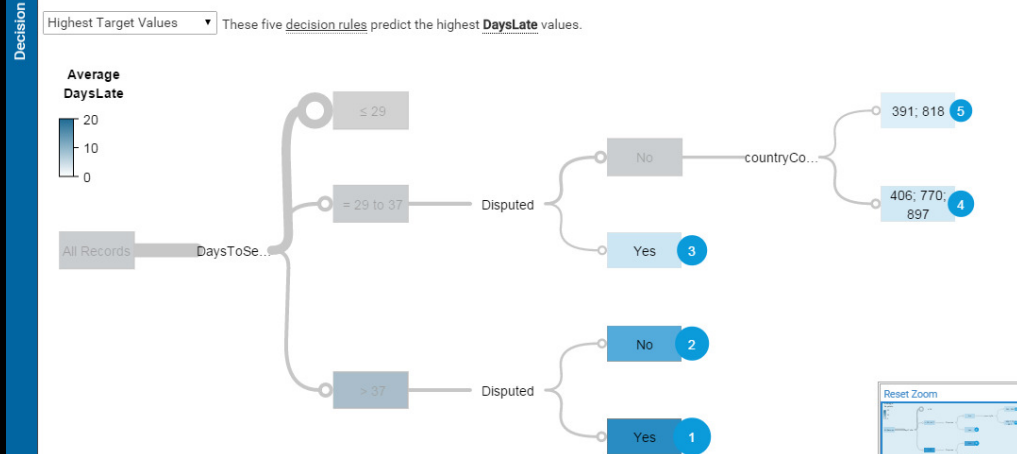 Decision
Highest Target Values
These five decision rules predict the highest DaysLate values.
Average
DaysLate
20
10
0
All Records
DaysToSe...
≤ 29
= 29 to 37
> 37
Disputed
No
Yes
3
countryCo...
391; 818
5
406; 770;
897
4
Disputed
No
2
Yes
1
Reset Zoom